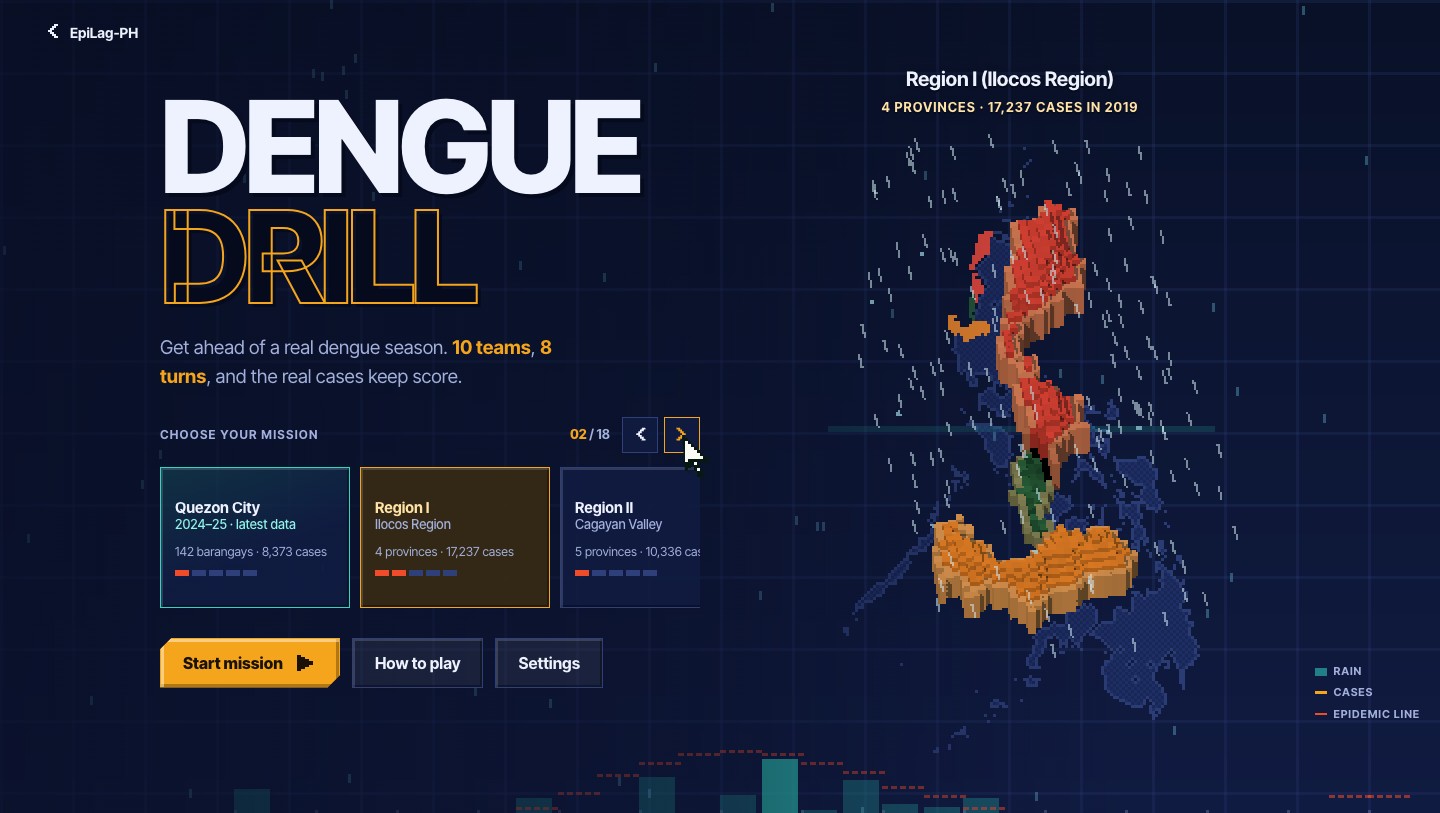 EpiLag-PH
DENGUE
DRILL
Get ahead of a real dengue season. 10 teams, 8
turns, and the real cases keep score.
CHOOSE YOUR MISSION
02 / 18
Quezon City
2024–25 · latest data
142 barangays · 8,373 cases
Region I
Ilocos Region
4 provinces · 17,237 cases
Region II
Cagayan Valley
5 provinces · 10,336 cas
Start mission
How to play
Settings
Region I (Ilocos Region)
4 PROVINCES · 17,237 CASES IN 2019
RAIN
CASES
EPIDEMIC LINE